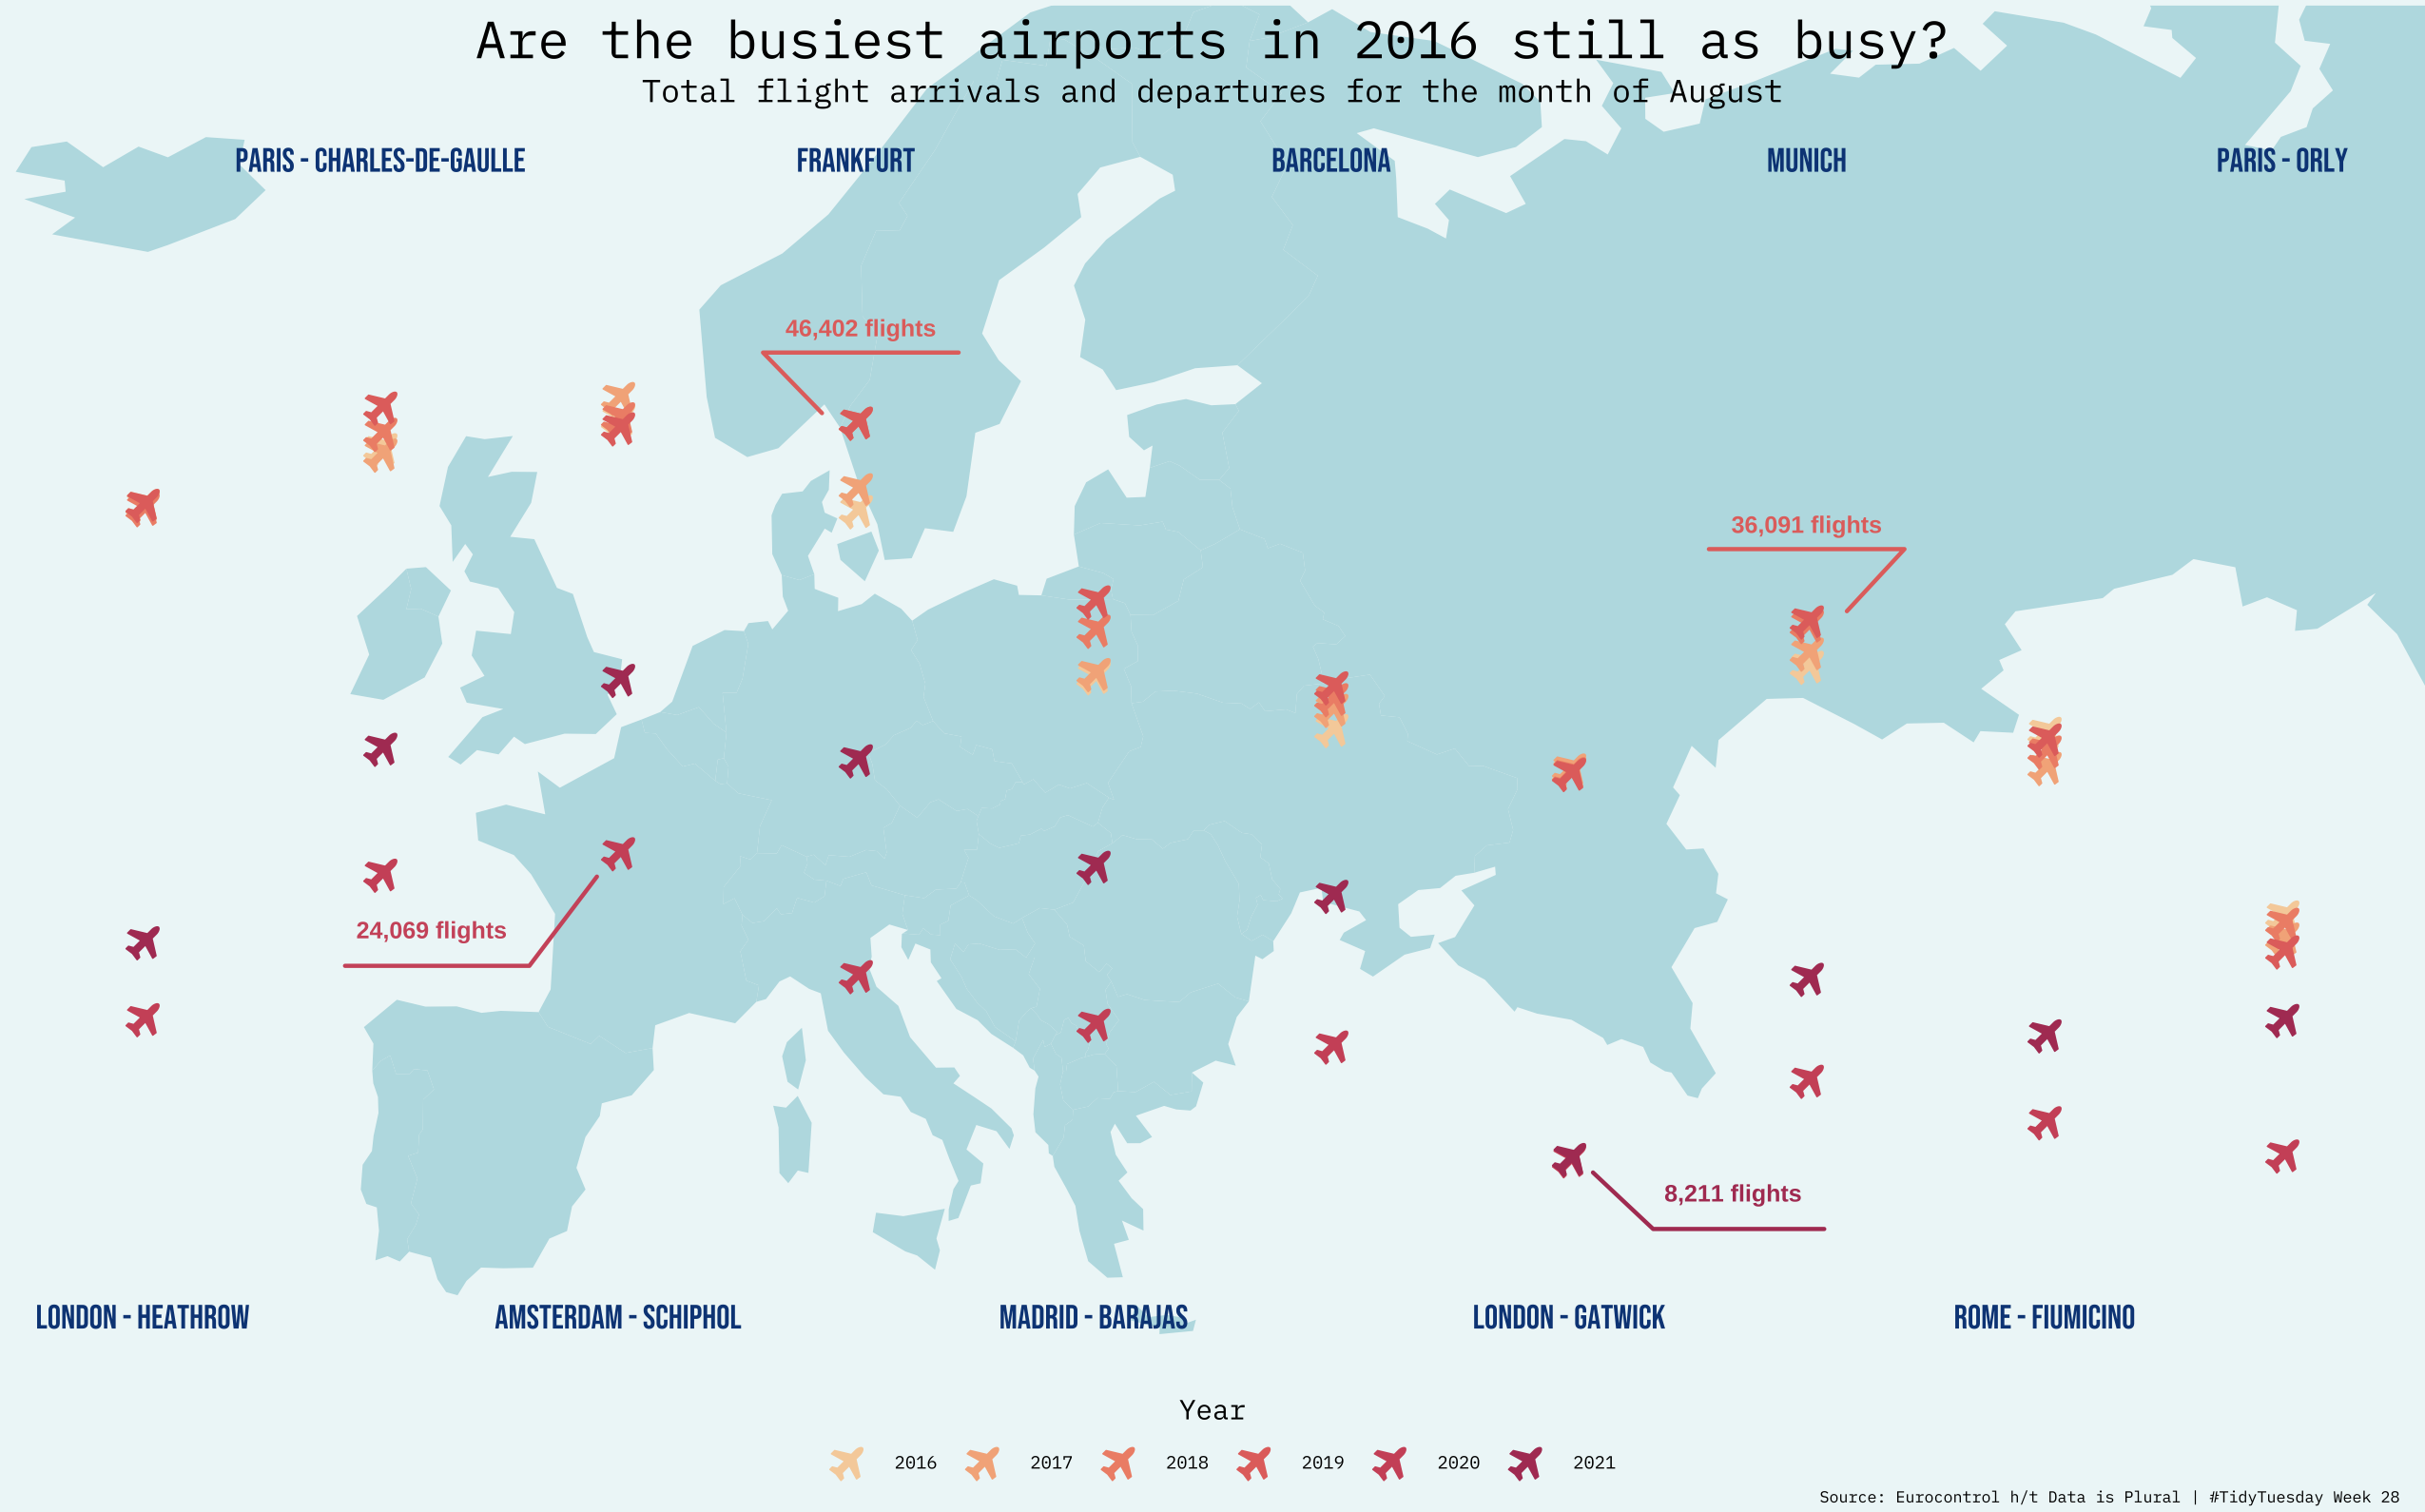 Are the busiest airports in 2016 still as busy?
Total flight arrivals and departures for the month of August
PARIS - CHARLES-DE-GAULLE
FRANKFURT
BARCELONA
MUNICH
PARIS - ORLY
46,402 flights
36,091 flights
24,069 flights
8,211 flights
LONDON - HEATHROW
AMSTERDAM - SCHIPHOL
MADRID - BARAJAS
LONDON - GATWICK
ROME - FIUMICINO
Year
2016
2017
2018
2019
2020
2021
Source: Eurocontrol h/t Data is Plural | #TidyTuesday Week 28